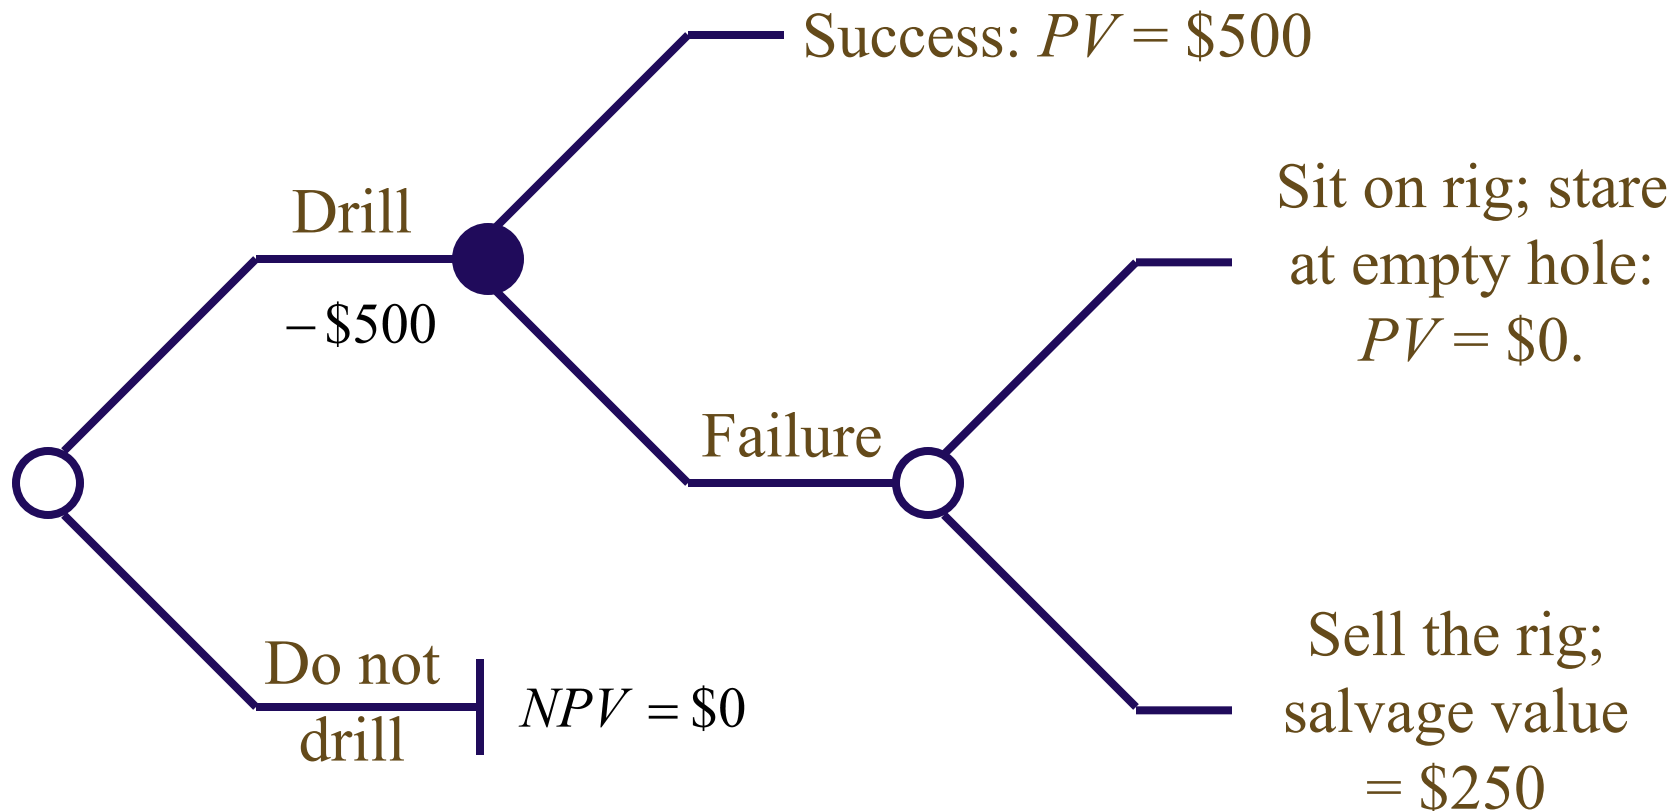 Success: PV = $500
Drill
– $500
Sit on rig; stare
at empty hole:
PV = $0.
Failure
Do not
drill
NPV = $0
Sell the rig;
salvage value
= $250